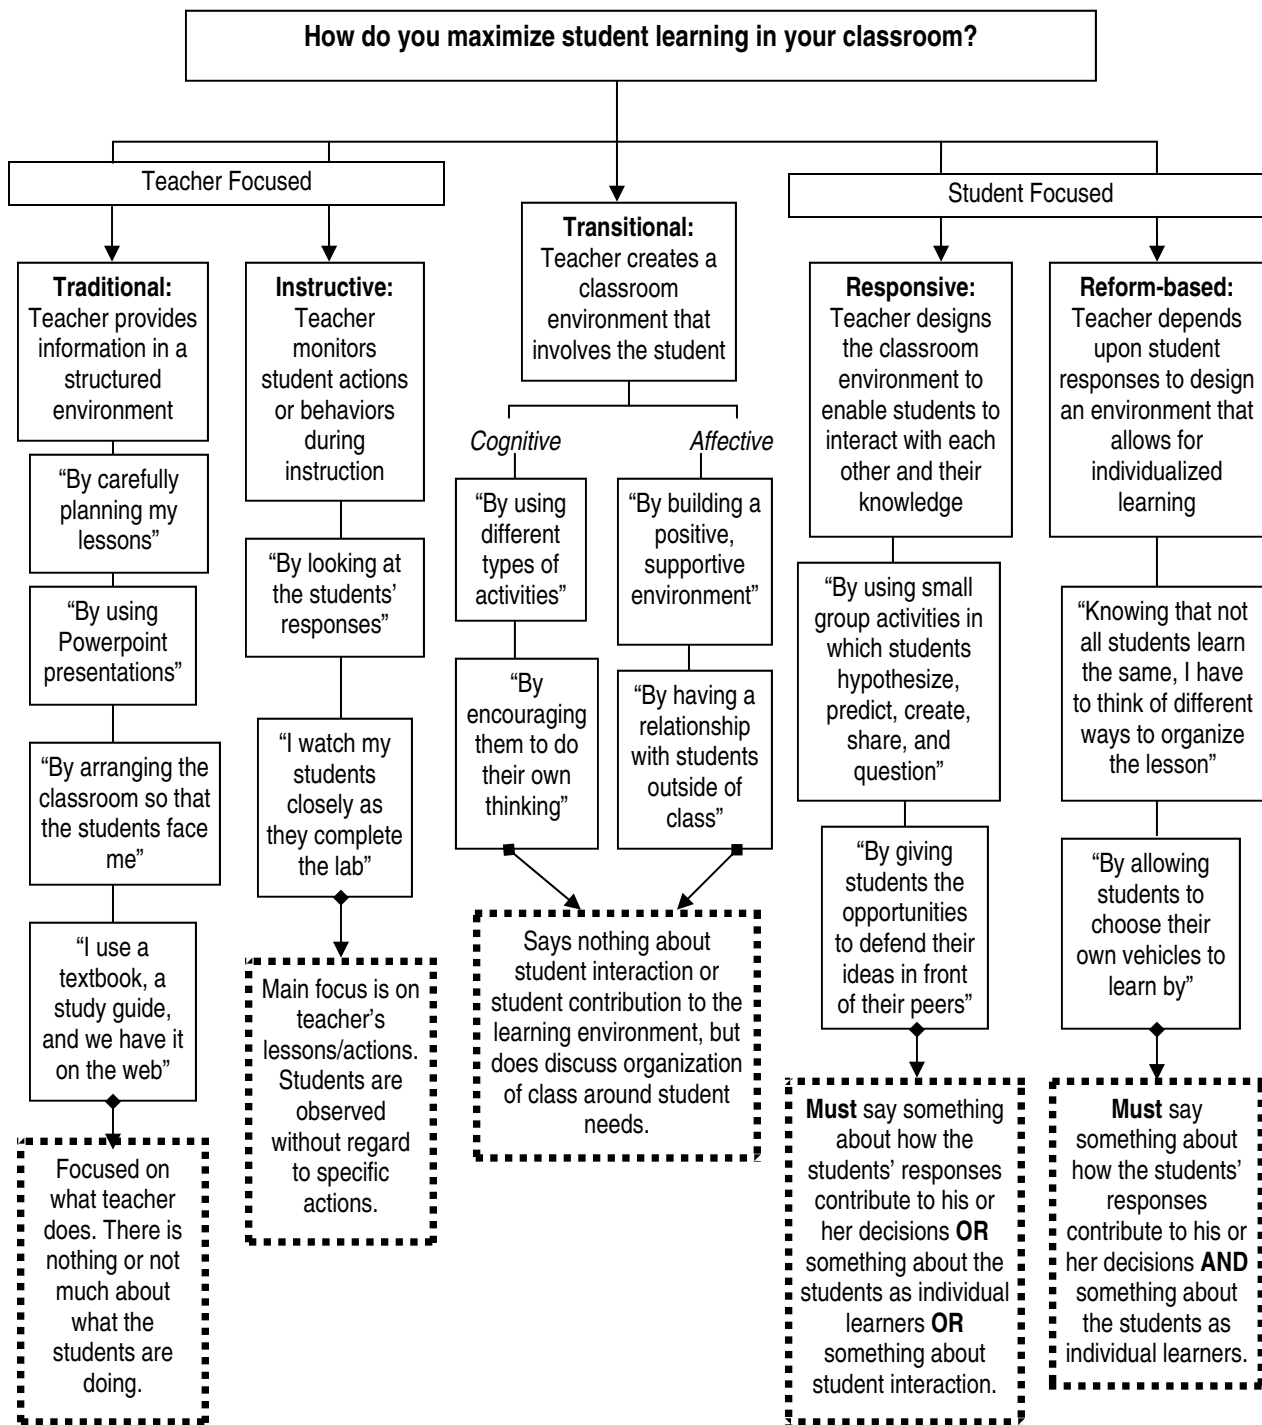 How do you maximize student learning in your classroom?
Teacher Focused
Student Focused
Traditional:
Teacher provides
information in a
structured
environment
“By carefully
planning my
lessons”
“By using
Powerpoint
presentations”
“By arranging the
classroom so that
the students face
me”
“I use a
textbook, a
study guide,
and we have it
on the web”
Focused on
what teacher
does. There is
nothing or not
much about
what the
students are
doing.
Instructive:
Teacher
monitors
student actions
or behaviors
during
instruction
“By looking at
the students’
responses”
“I watch my
students
closely as
they complete
the lab”
Main focus is on
teacher’s
lessons/actions.
Students are
observed
without regard
to specific
actions.
Transitional:
Teacher creates a
classroom
environment that
involves the student
Cognitive
“By using
different
types of
activities”
“By
encouraging
them to do
their own
thinking”
Affective
“By building a
positive,
supportive
environment”
“By having a
relationship
with students
outside of
class”
Says nothing about
student interaction or
student contribution to the
learning environment, but
does discuss organization
of class around student
needs.
Responsive:
Teacher designs
the classroom
environment to
enable students to
interact with each
other and their
knowledge
“By using small
group activities in
which students
hypothesize,
predict, create,
share, and
question”
“By giving
students the
opportunities
to defend their
ideas in front
of their peers”
Must say something
about how the
students’ responses
contribute to his or
her decisions OR
something about the
students as individual
learners OR
something about
student interaction.
Reform-based:
Teacher depends
upon student
responses to design
an environment that
allows for
individualized
learning
“Knowing that not
all students learn
the same, I have
to think of different
ways to organize
the lesson”
“By allowing
students to
choose their
own vehicles to
learn by”
Must say
something about
how the students’
responses
contribute to his or
her decisions AND
something about
the students as
individual learners.